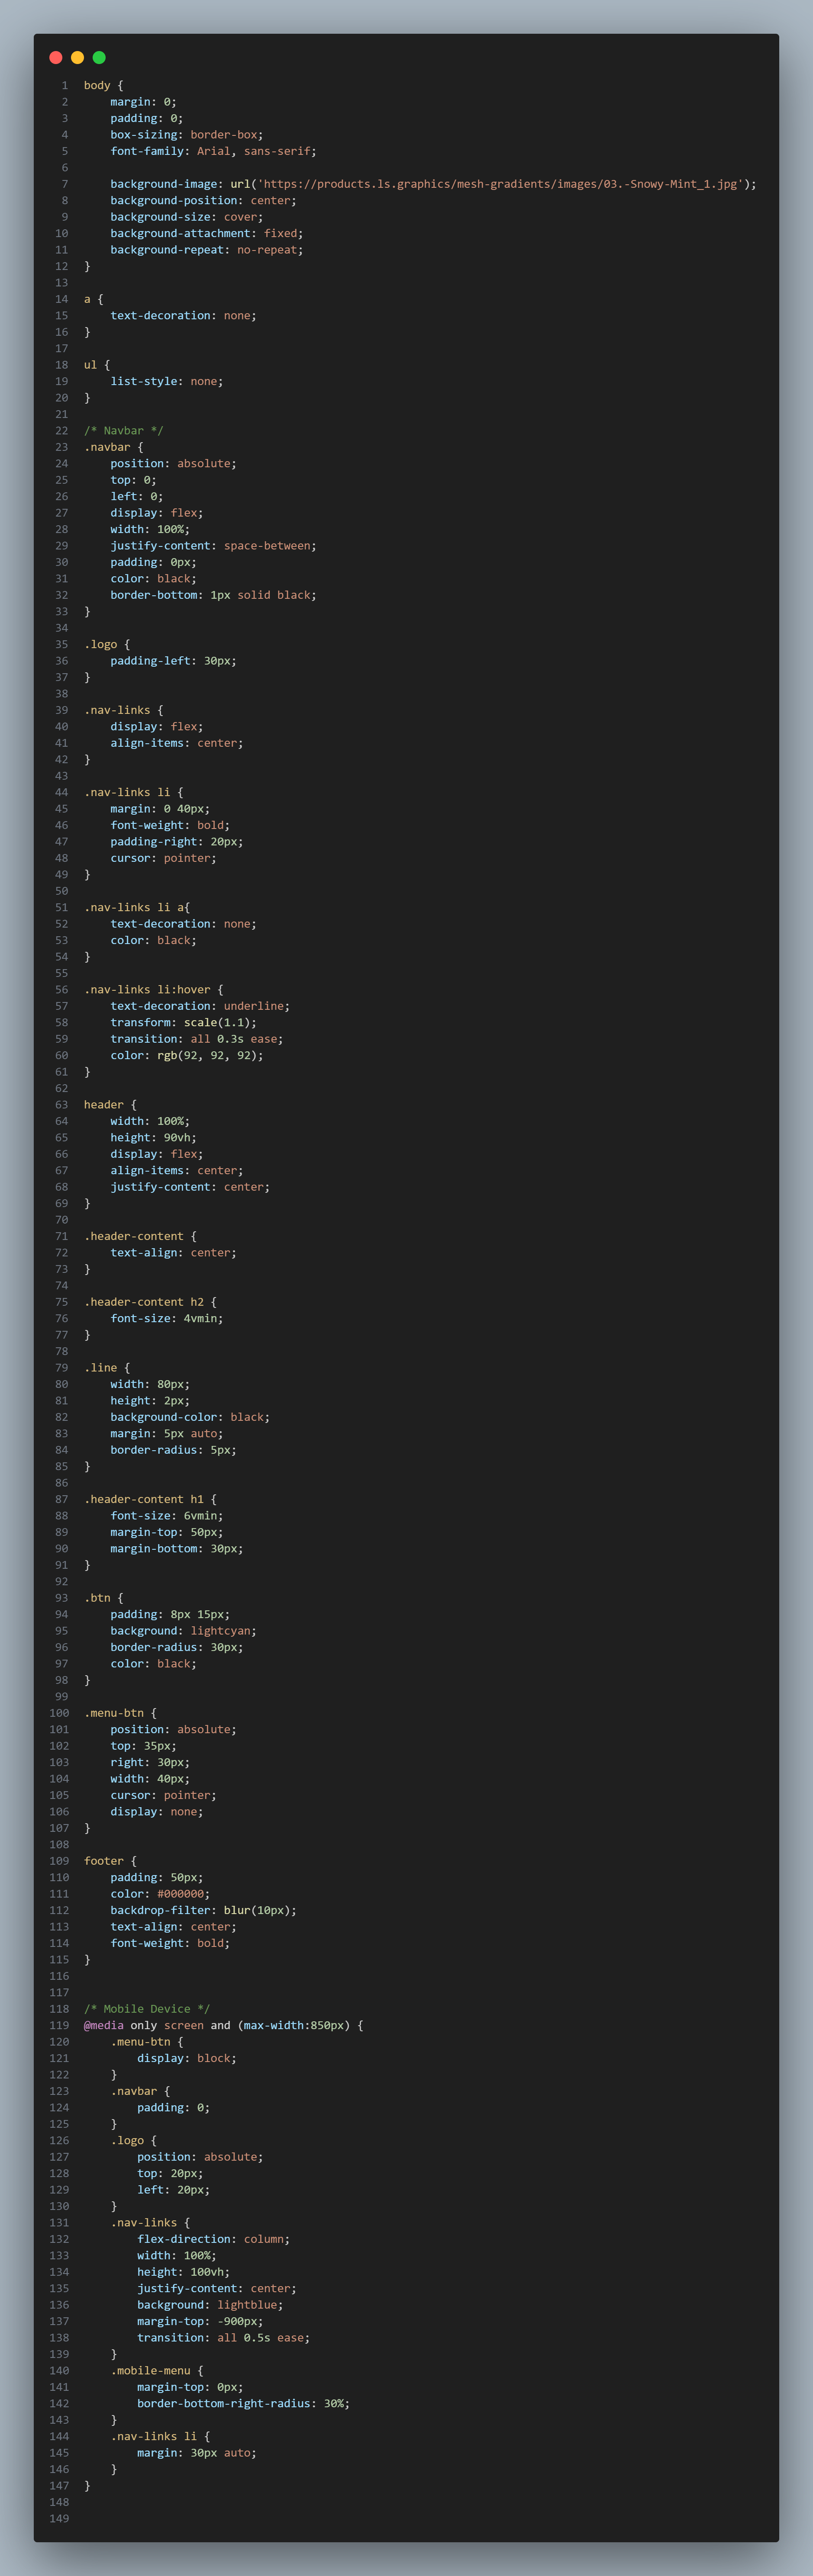 1 body {
2     margin: 0;
3     padding: 0;
4     box-sizing: border-box;
5     font-family: Arial, sans-serif;
6
7     background-image: url('https://products.ls.graphics/mesh-gradients/images/03.-Snowy-Mint_1.jpg');
8     background-position: center;
9     background-size: cover;
10     background-attachment: fixed;
11     background-repeat: no-repeat;
12 }
13
14 a {
15     text-decoration: none;
16 }
17
18 ul {
19     list-style: none;
20 }
21
22 /* Navbar */
23 .navbar {
24     position: absolute;
25     top: 0;
26     left: 0;
27     display: flex;
28     width: 100%;
29     justify-content: space-between;
30     padding: 0px;
31     color: black;
32     border-bottom: 1px solid black;
33 }
34
35 .logo {
36     padding-left: 30px;
37 }
38
39 .nav-links {
40     display: flex;
41     align-items: center;
42 }
43
44 .nav-links li {
45     margin: 0 40px;
46     font-weight: bold;
47     padding-right: 20px;
48     cursor: pointer;
49 }
50
51 .nav-links li a{
52     text-decoration: none;
53     color: black;
54 }
55
56 .nav-links li:hover {
57     text-decoration: underline;
58     transform: scale(1.1);
59     transition: all 0.3s ease;
60     color: rgb(92, 92, 92);
61 }
62
63 header {
64     width: 100%;
65     height: 90vh;
66     display: flex;
67     align-items: center;
68     justify-content: center;
69 }
70
71 .header-content {
72     text-align: center;
73 }
74
75 .header-content h2 {
76     font-size: 4vmin;
77 }
78
79 .line {
80     width: 80px;
81     height: 2px;
82     background-color: black;
83     margin: 5px auto;
84     border-radius: 5px;
85 }
86
87 .header-content h1 {
88     font-size: 6vmin;
89     margin-top: 50px;
90     margin-bottom: 30px;
91 }
92
93 .btn {
94     padding: 8px 15px;
95     background: lightcyan;
96     border-radius: 30px;
97     color: black;
98 }
99
100 .menu-btn {
101     position: absolute;
102     top: 35px;
103     right: 30px;
104     width: 40px;
105     cursor: pointer;
106     display: none;
107 }
108
109 footer {
110     padding: 50px;
111     color: #000000;
112     backdrop-filter: blur(10px);
113     text-align: center;
114     font-weight: bold;
115 }
116
117
118 /* Mobile Device */
119 @media only screen and (max-width:850px) {
120     .menu-btn {
121         display: block;
122     }
123     .navbar {
124         padding: 0;
125     }
126     .logo {
127         position: absolute;
128         top: 20px;
129         left: 20px;
130     }
131     .nav-links {
132         flex-direction: column;
133         width: 100%;
134         height: 100vh;
135         justify-content: center;
136         background: lightblue;
137         margin-top: -900px;
138         transition: all 0.5s ease;
139     }
140     .mobile-menu {
141         margin-top: 0px;
142         border-bottom-right-radius: 30%;
143     }
144     .nav-links li {
145         margin: 30px auto;
146     }
147 }
148
149